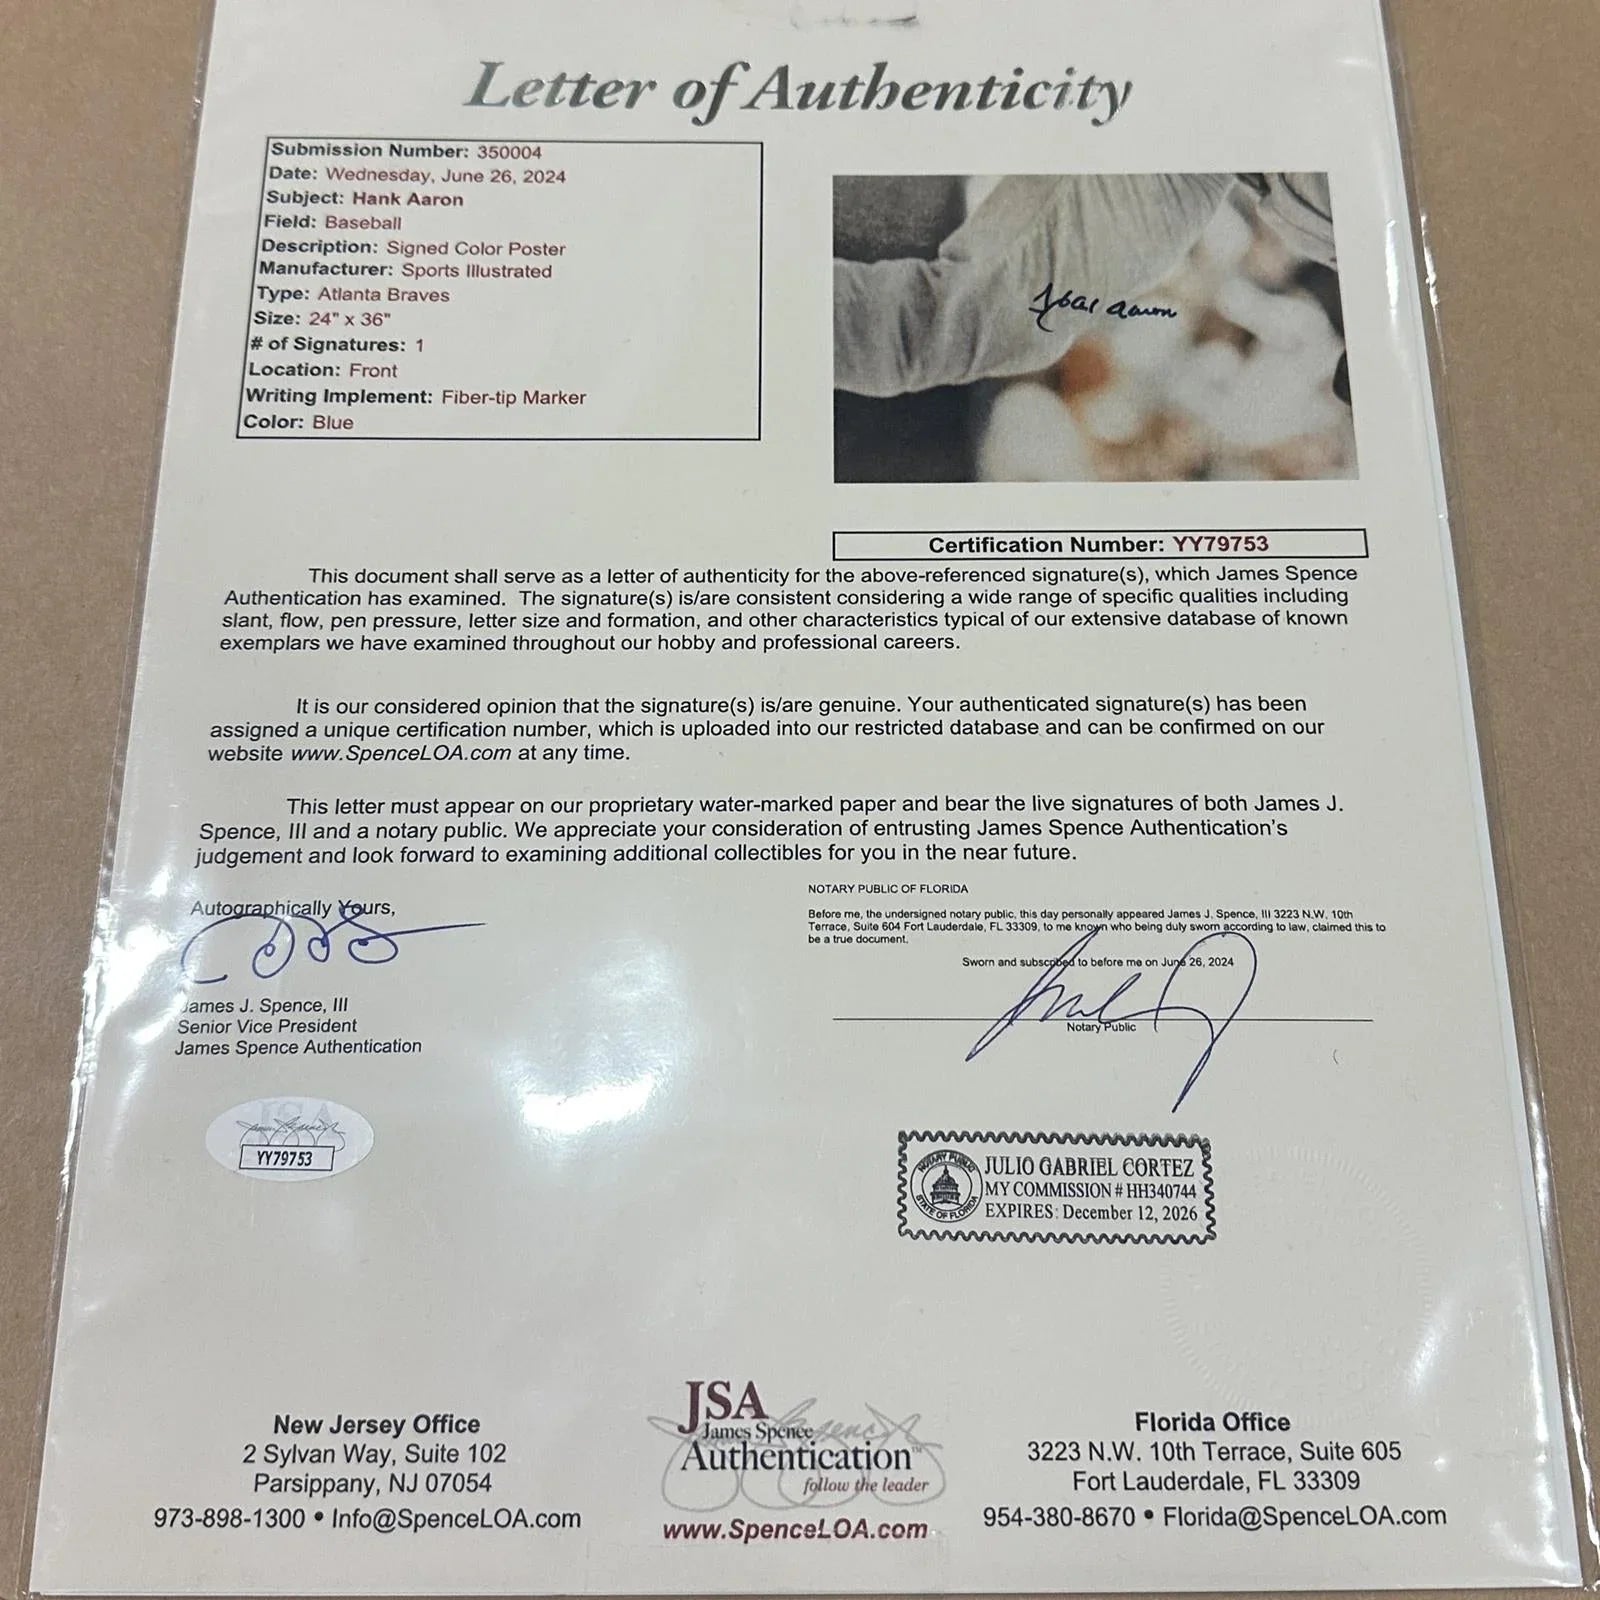 Letter of Authenticity
Submission Number: 350004
Date: Wednesday, June 26, 2024
Subject: Hank Aaron
Field: Baseball
Description: Signed Color Poster
Manufacturer: Sports Illustrated
Type: Atlanta Braves
Size: 24" x 36"
# of Signatures: 1
Location: Front
Writing Implement: Fiber-tip Marker
Color: Blue
Certification Number: YY79753
This document shall serve as a letter of authenticity for the above-referenced signature(s), which James Spence
Authentication has examined. The signature(s) is/are consistent considering a wide range of specific qualities including
slant, flow, pen pressure, letter size and formation, and other characteristics typical of our extensive database of known
exemplars we have examined throughout our hobby and professional careers.
It is our considered opinion that the signature(s) is/are genuine. Your authenticated signature(s) has been
assigned a unique certification number, which is uploaded into our restricted database and can be confirmed on our
website www.SpenceLOA.com at any time.
This letter must appear on our proprietary water-marked paper and bear the live signatures of both James J.
Spence, III and a notary public. We appreciate your consideration of entrusting James Spence Authentication's
judgement and look forward to examining additional collectibles for you in the near future.
Autographically Yours,
James J. Spence, III
Senior Vice President
James Spence Authentication
NOTARY PUBLIC OF FLORIDA
Before me, the undersigned notary public, this day personally appeared James J. Spence, III 3223 N.W. 10th
Terrace, Suite 604 Fort Lauderdale, FL 33309, to me known who being duly sworn according to law, claimed this to
be a true document.
Sworn and subscribed to before me on June 26, 2024
Notary Public
YY79753
NOTARY PUBLIC
STATE OF FLORIDA
JULIO GABRIEL CORTEZ
MY COMMISSION # HH340744
EXPIRES: December 12, 2026
New Jersey Office
2 Sylvan Way, Suite 102
Parsippany, NJ 07054
973-898-1300 • Info@SpenceLOA.com
JSA
James Spence
Authentication™
follow the leader
www.SpenceLOA.com
Florida Office
3223 N.W. 10th Terrace, Suite 605
Fort Lauderdale, FL 33309
954-380-8670 • Florida@SpenceLOA.com